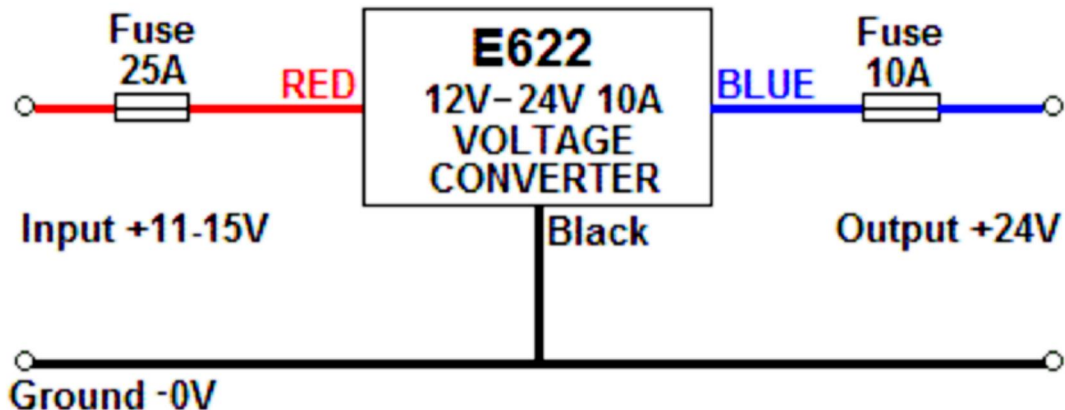 Fuse
25A
RED
E622
12V-24V 10A
VOLTAGE
CONVERTER
BLUE
Fuse
10A
Input +11-15V
Black
Output +24V
Ground -0V